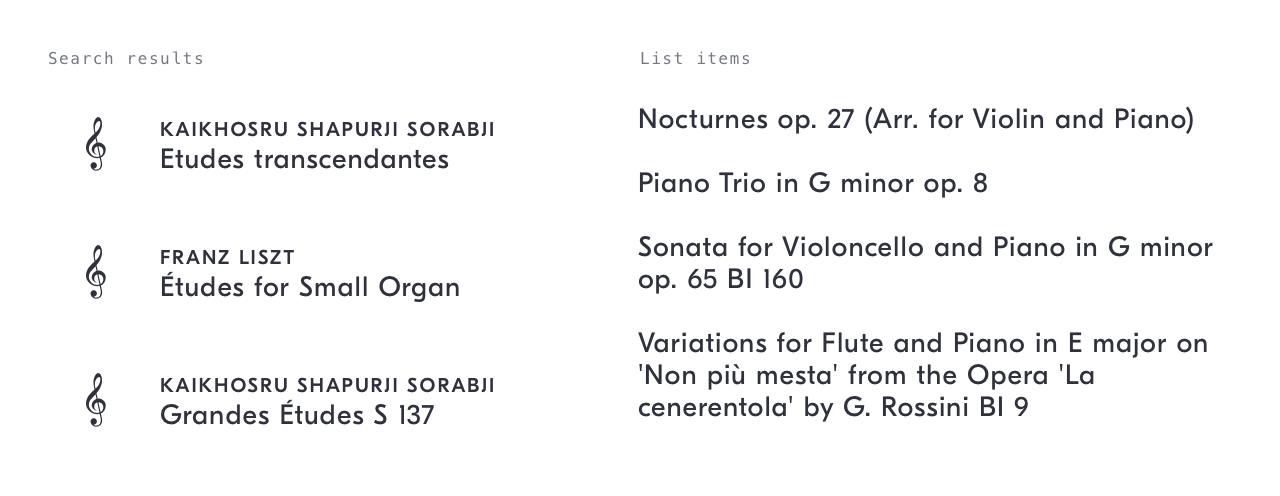 Search results
KAIKHOSRU SHAPURJI SORABJI
Etudes transcendantes
FRANZ LISZT
Études for Small Organ
KAIKHOSRU SHAPURJI SORABJI
Grandes Études S 137
List items
Nocturnes op. 27 (Arr. for Violin and Piano)
Piano Trio in G minor op. 8
Sonata for Violoncello and Piano in G minor
op. 65 BI 160
Variations for Flute and Piano in E major on
'Non più mesta' from the Opera 'La
cenerentola' by G. Rossini BI 9